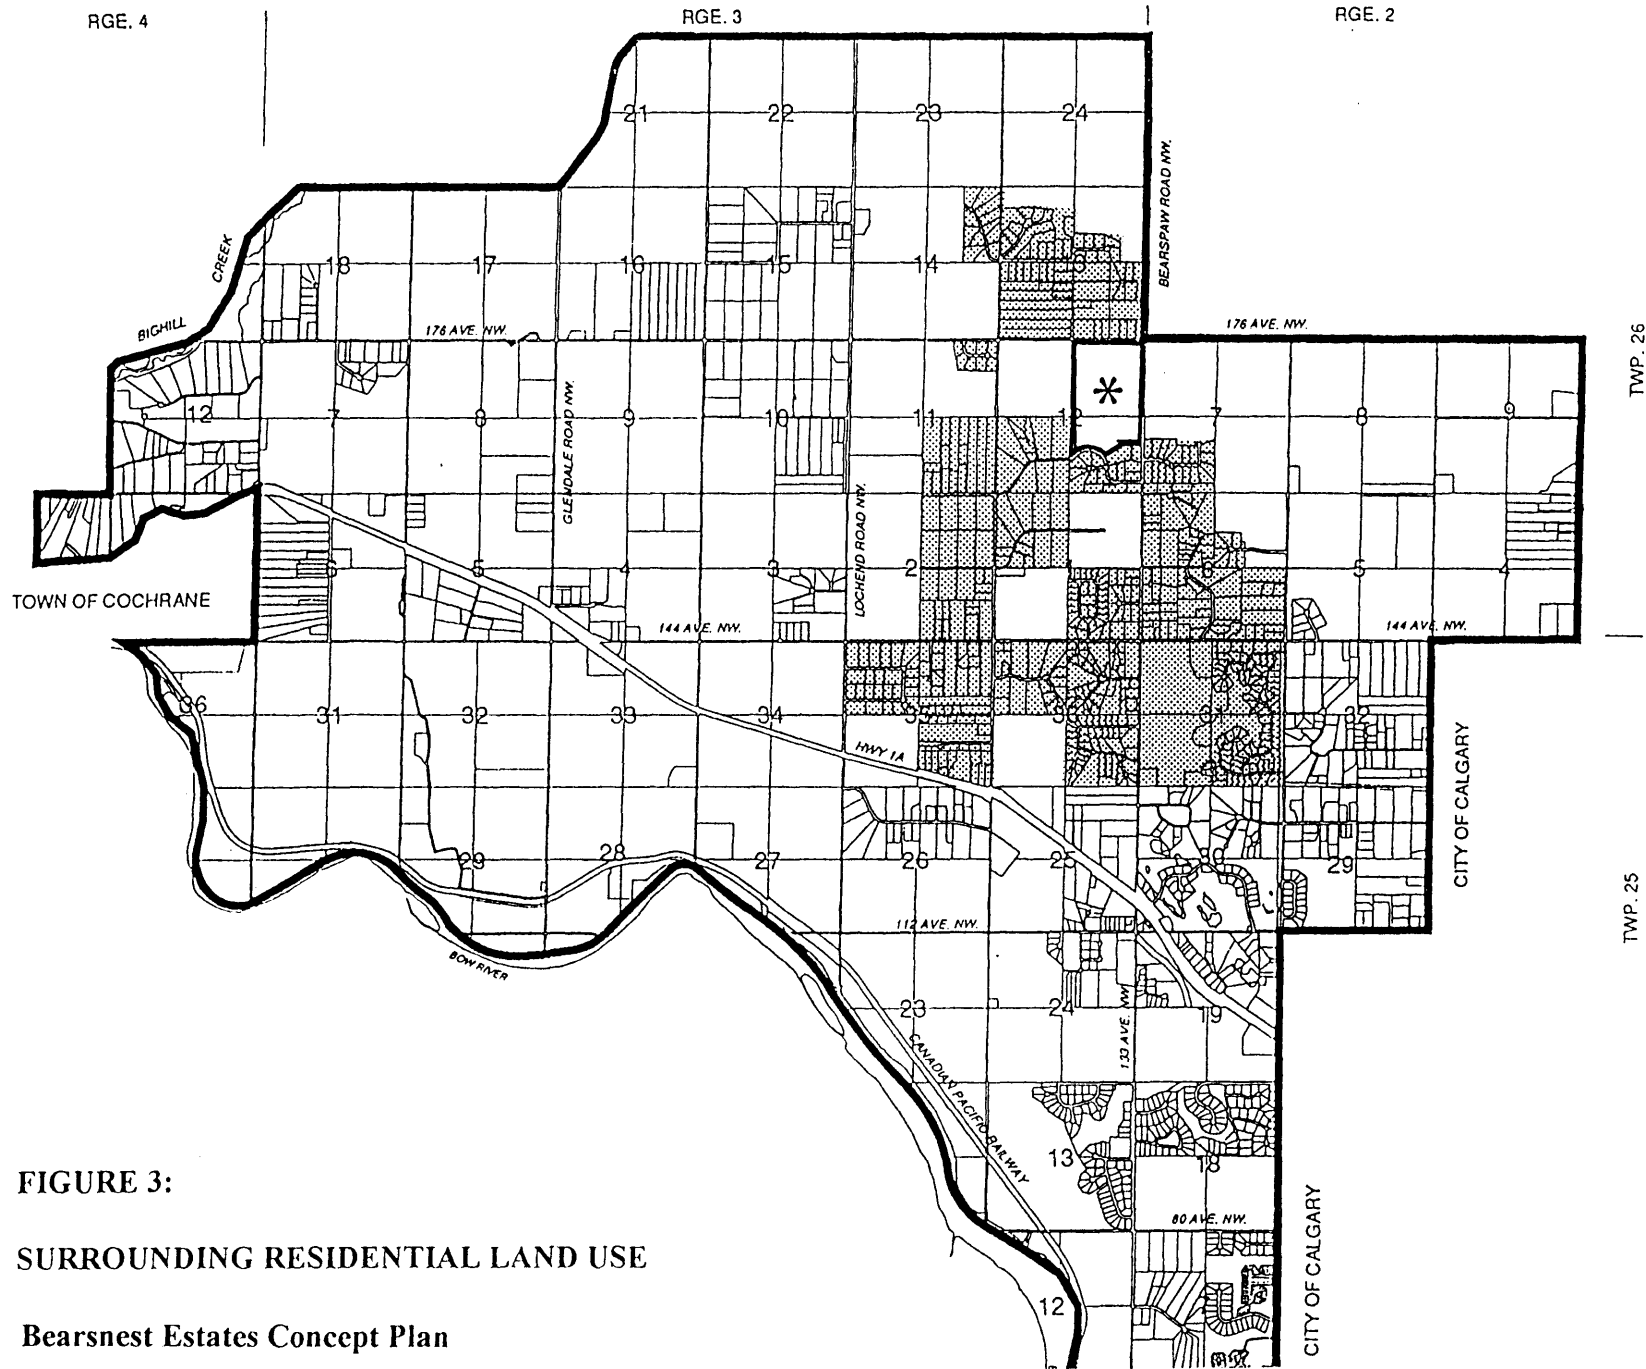 RGE. 4
RGE. 3
RGE. 2
21
22
23
24
BEARSPAW ROAD NW.
CREEK
BIGHILL
18
17
16
15
14
176 AVE. NW.
176 AVE. NW.
TWP. 26
*
12
7
8
9
10
11
12
7
8
9
GLENDALE ROAD NW.
LOCHEND ROAD NW.
6
5
4
3
2
6
5
4
TOWN OF COCHRANE
144 AVE. NW.
144 AVE. NW.
36
31
32
33
34
32
HWY 1A
CITY OF CALGARY
29
28
27
26
25
29
TWP. 25
112 AVE. NW.
BOW RIVER
23
24
19
133 AVE. NW
CANADIAN PACIFIC RAILWAY
13
18
80 AVE. NW.
12
CITY OF CALGARY
FIGURE 3:
SURROUNDING RESIDENTIAL LAND USE
Bearsnest Estates Concept Plan